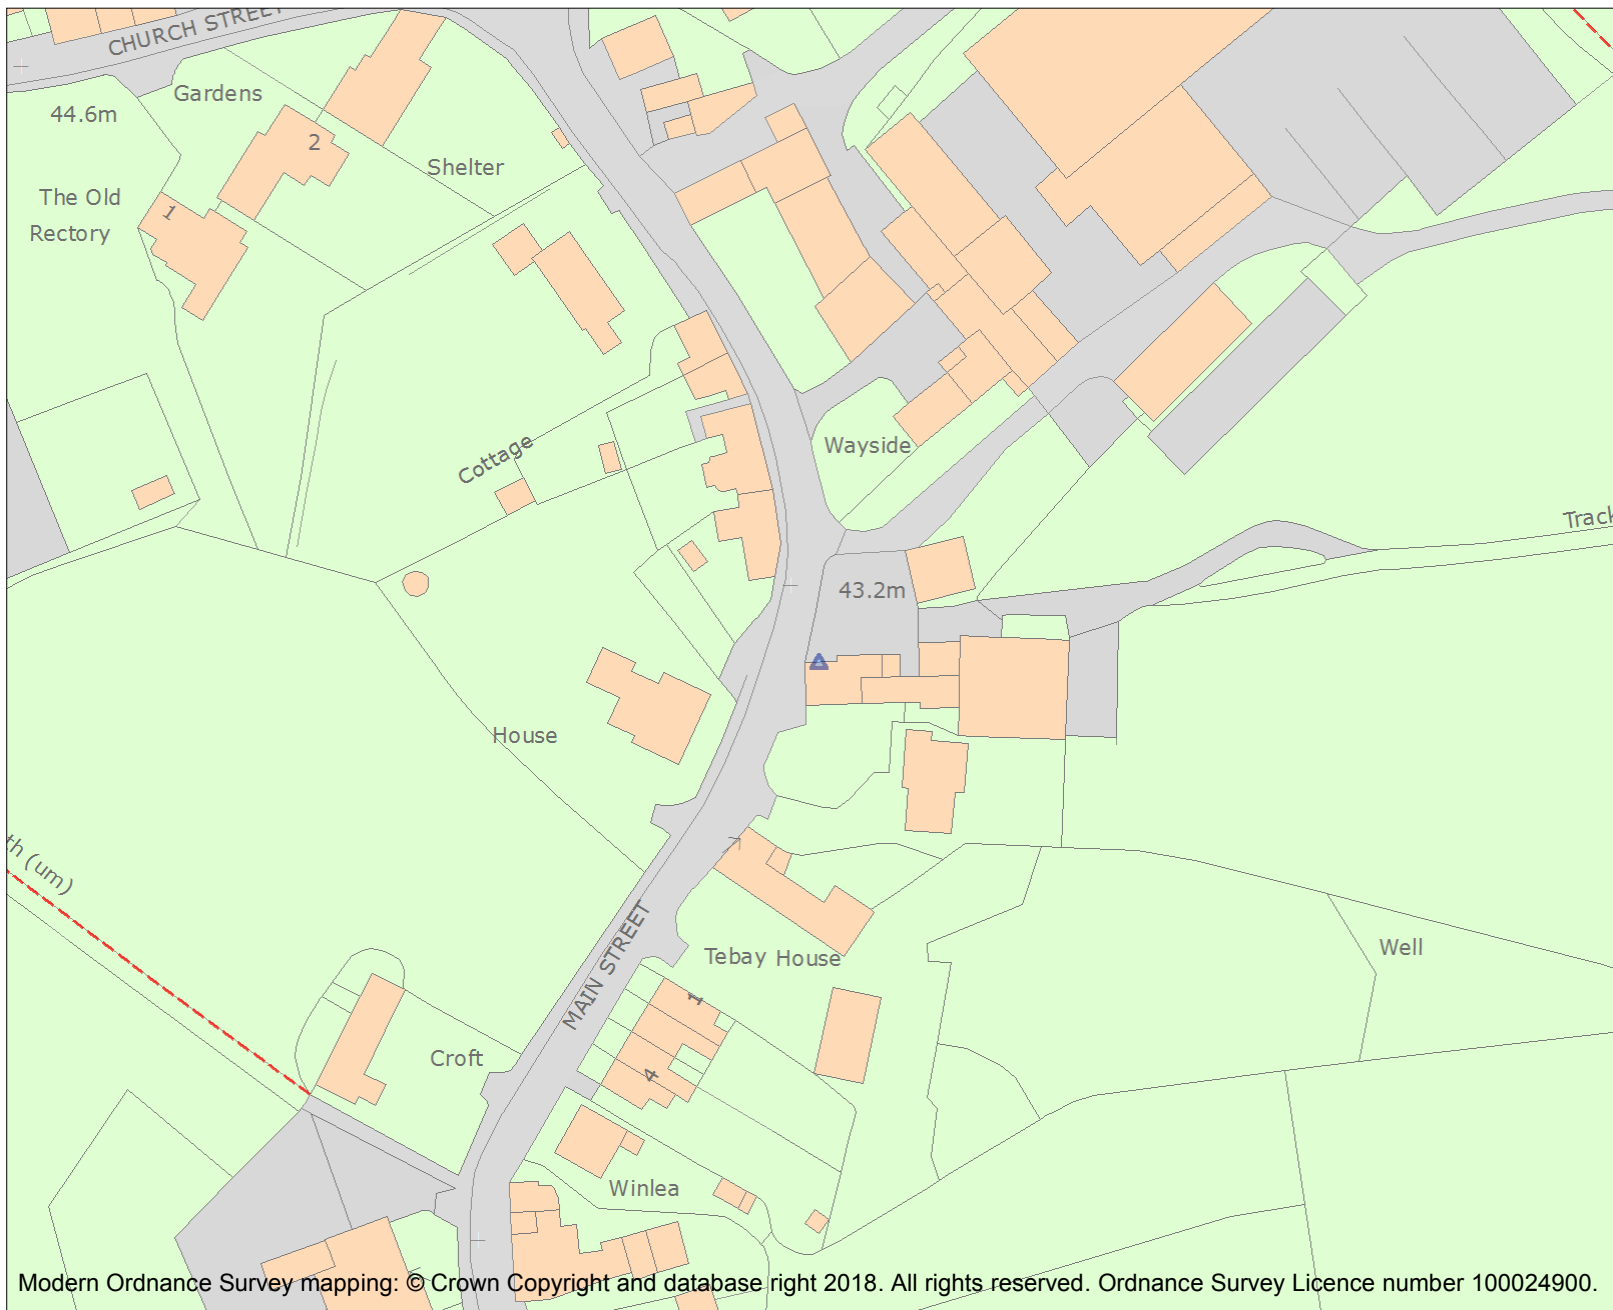 CHURCH STREET
Gardens
44.6m
2
Shelter
The Old
Rectory
1
Cottage
Wayside
Track
43.2m
House
th (um)
MAIN STREET
Tebay House
Well
1
Croft
4
Winlea
Modern Ordnance Survey mapping: © Crown Copyright and database right 2018. All rights reserved. Ordnance Survey Licence number 100024900.